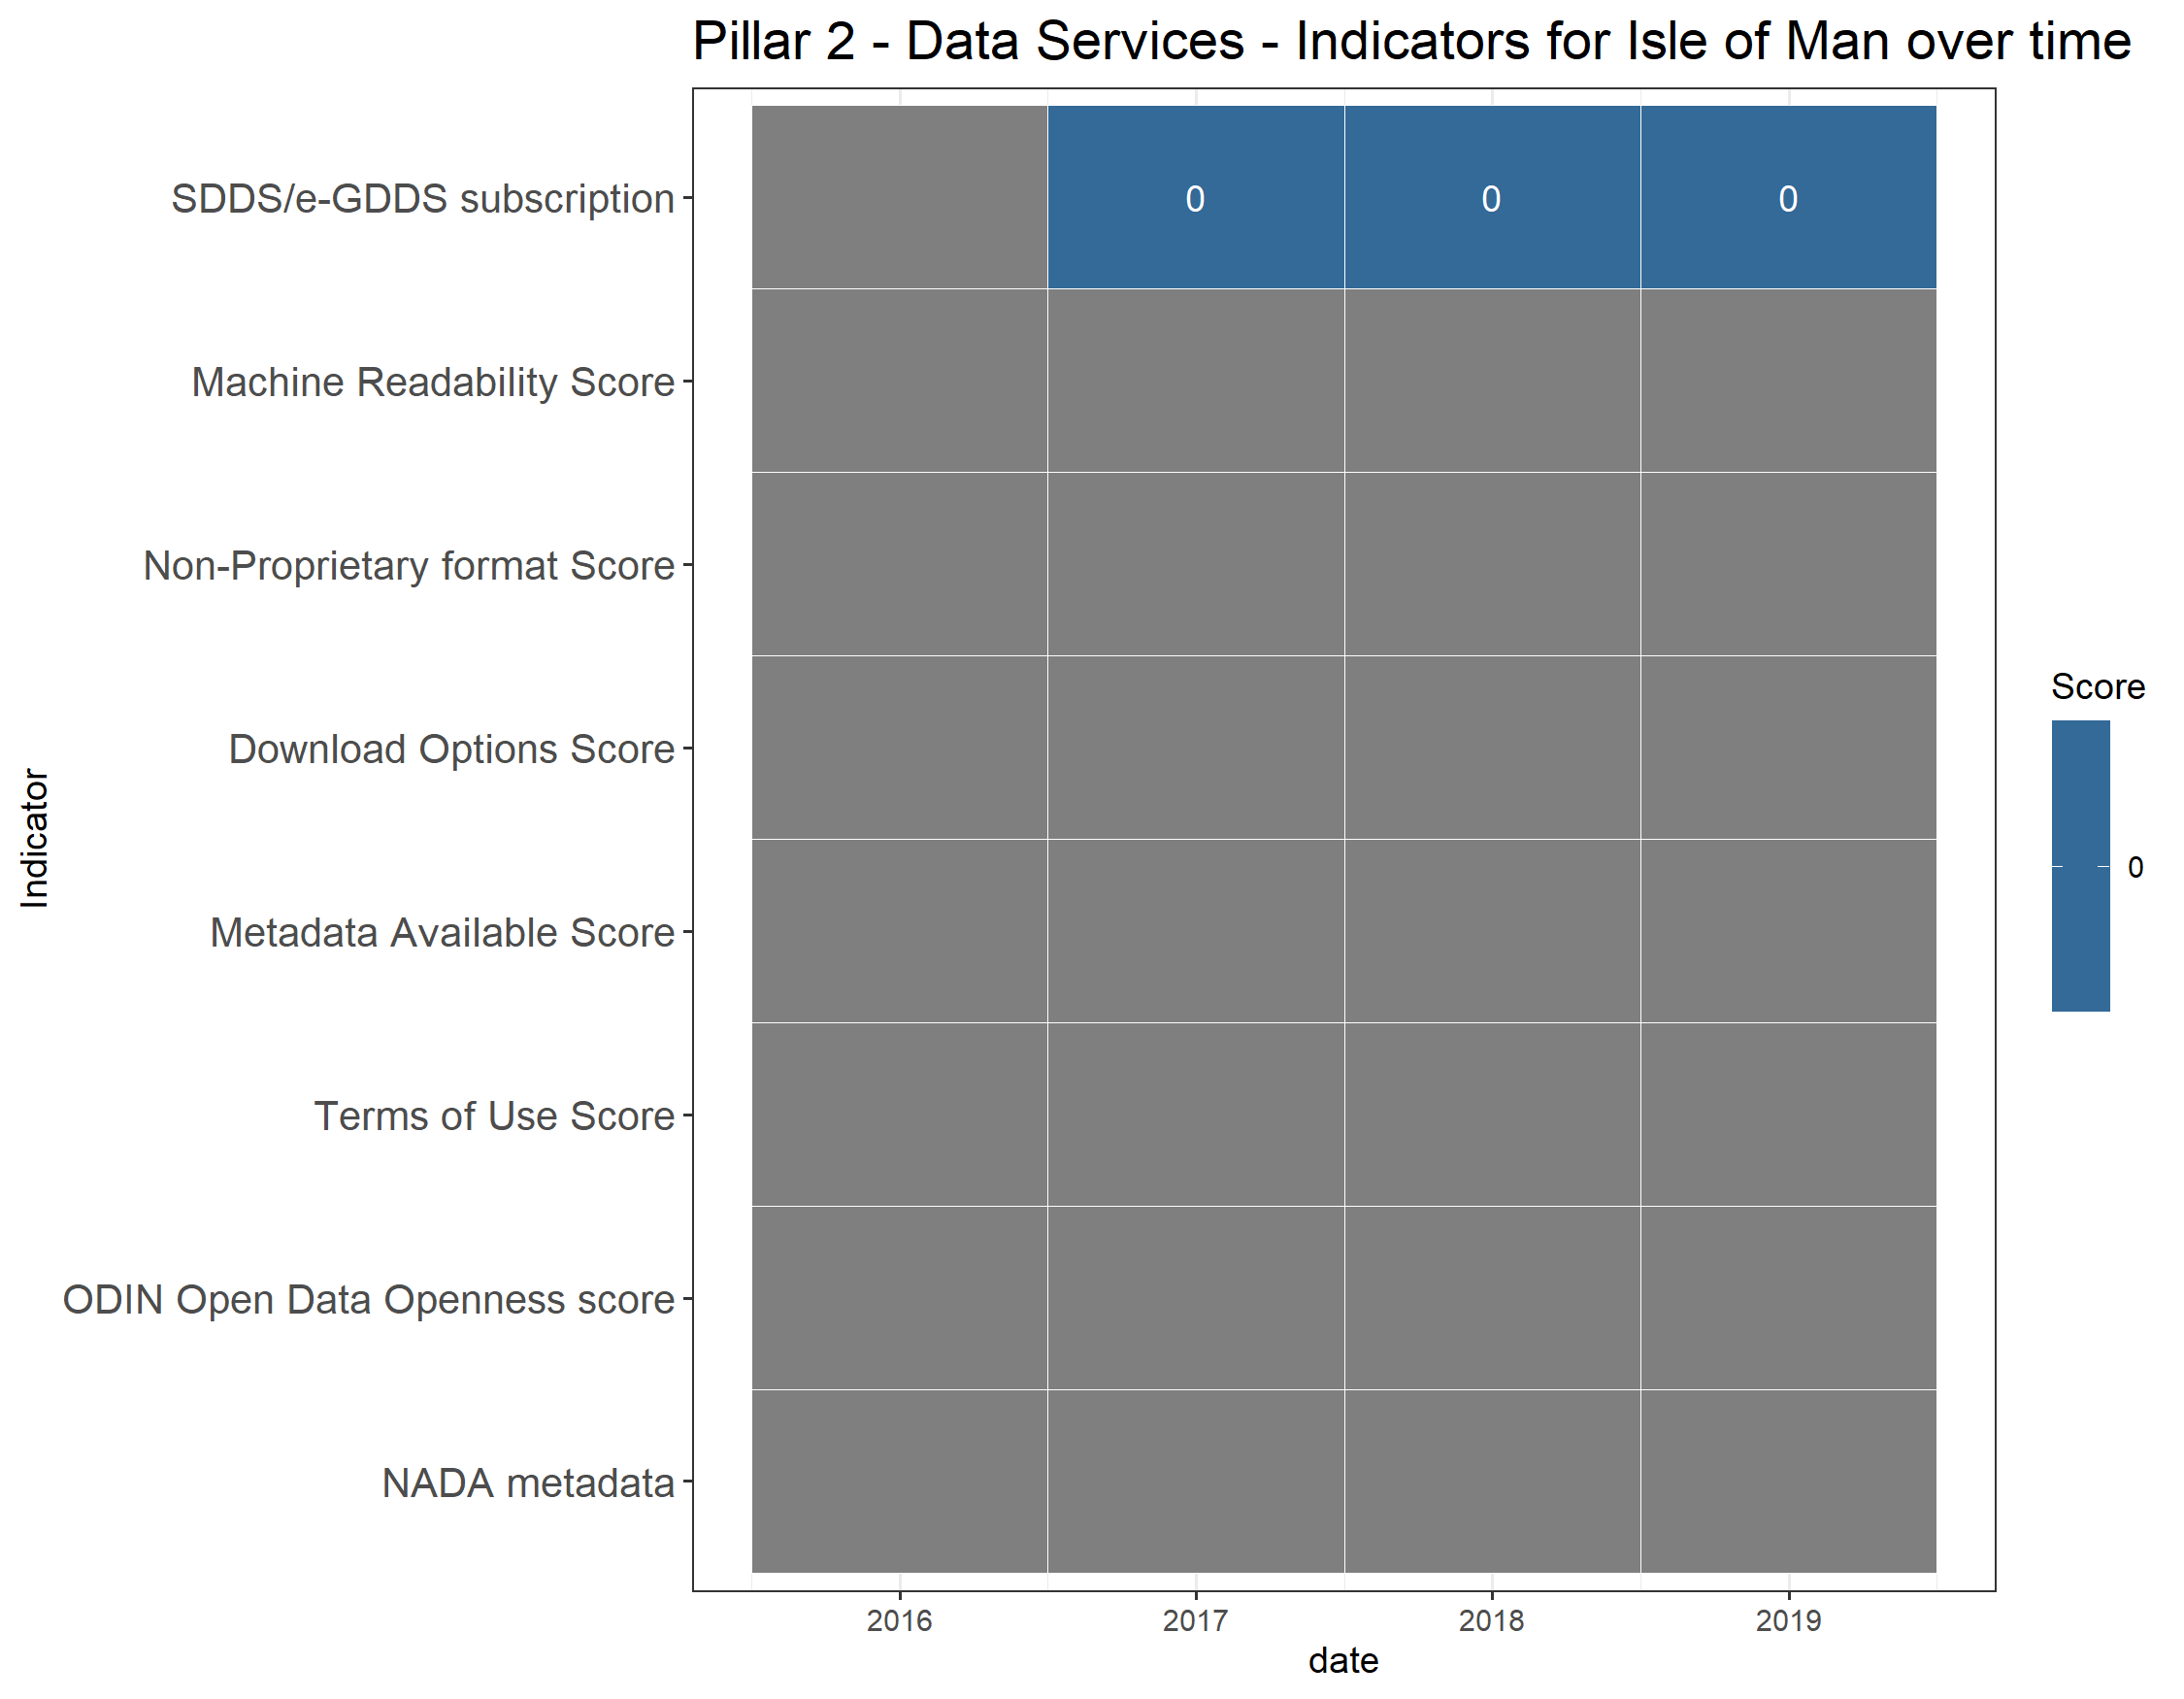 Pillar 2 - Data Services - Indicators for Isle of Man over time
SDDS/e-GDDS subscription
0 0 0
Machine Readability Score
Non-Proprietary format Score
Download Options Score
Metadata Available Score
Terms of Use Score
ODIN Open Data Openness score
NADA metadata
Indicator
2016 2017 2018 2019
date
Score
0